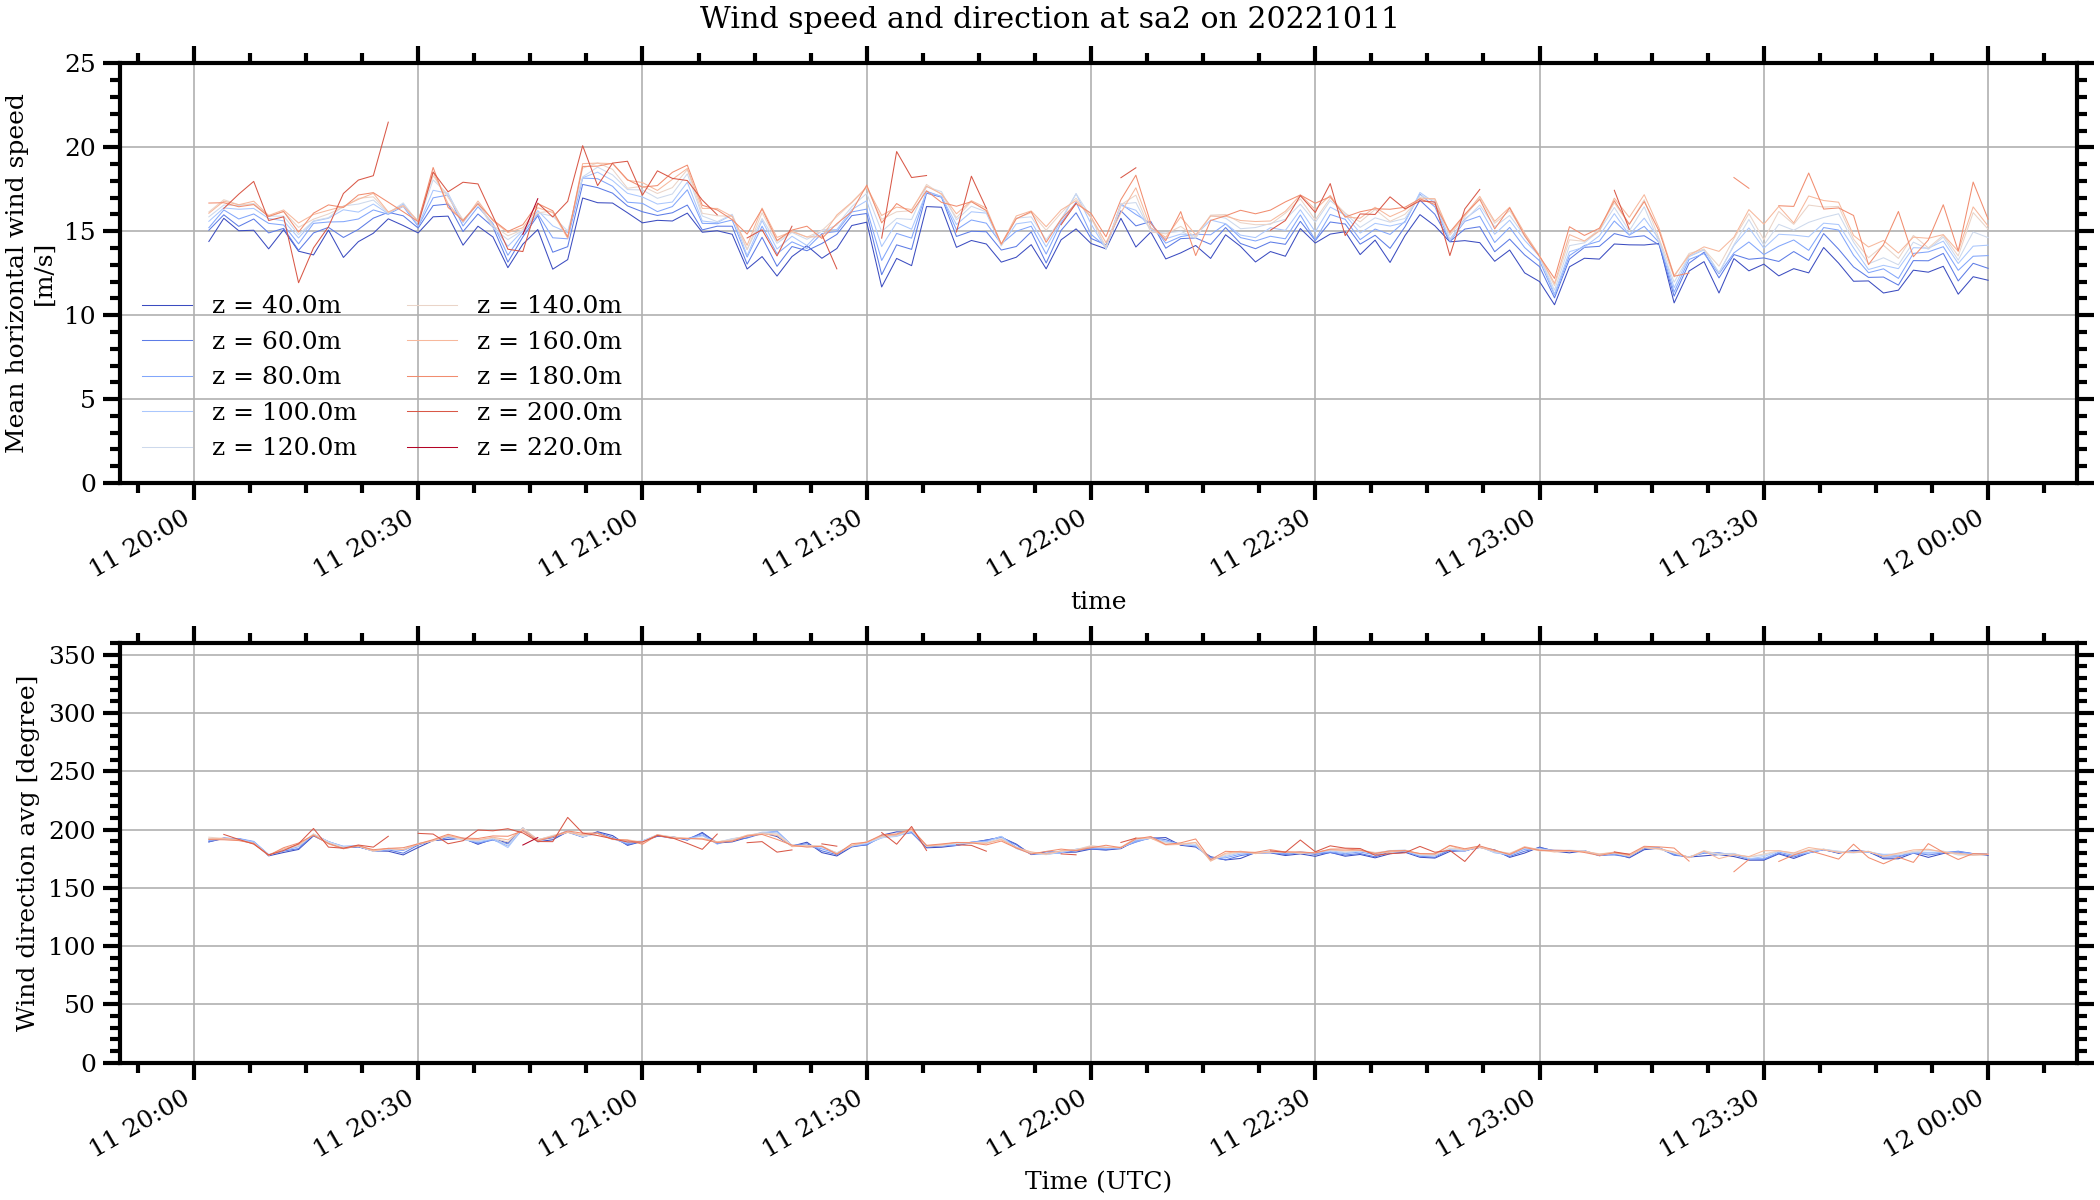 Wind speed and direction at sa2 on 20221011
Mean horizontal wind speed
[m/s]
25
20
15
10
5
0
z = 40.0m
z = 60.0m
z = 80.0m
z = 100.0m
z = 120.0m
z = 140.0m
z = 160.0m
z = 180.0m
z = 200.0m
z = 220.0m
11 20:00
11 20:30
11 21:00
11 21:30
11 22:00
11 22:30
11 23:00
11 23:30
12 00:00
time
Wind direction avg [degree]
350
300
250
200
150
100
50
0
11 20:00
11 20:30
11 21:00
11 21:30
11 22:00
11 22:30
11 23:00
11 23:30
12 00:00
Time (UTC)